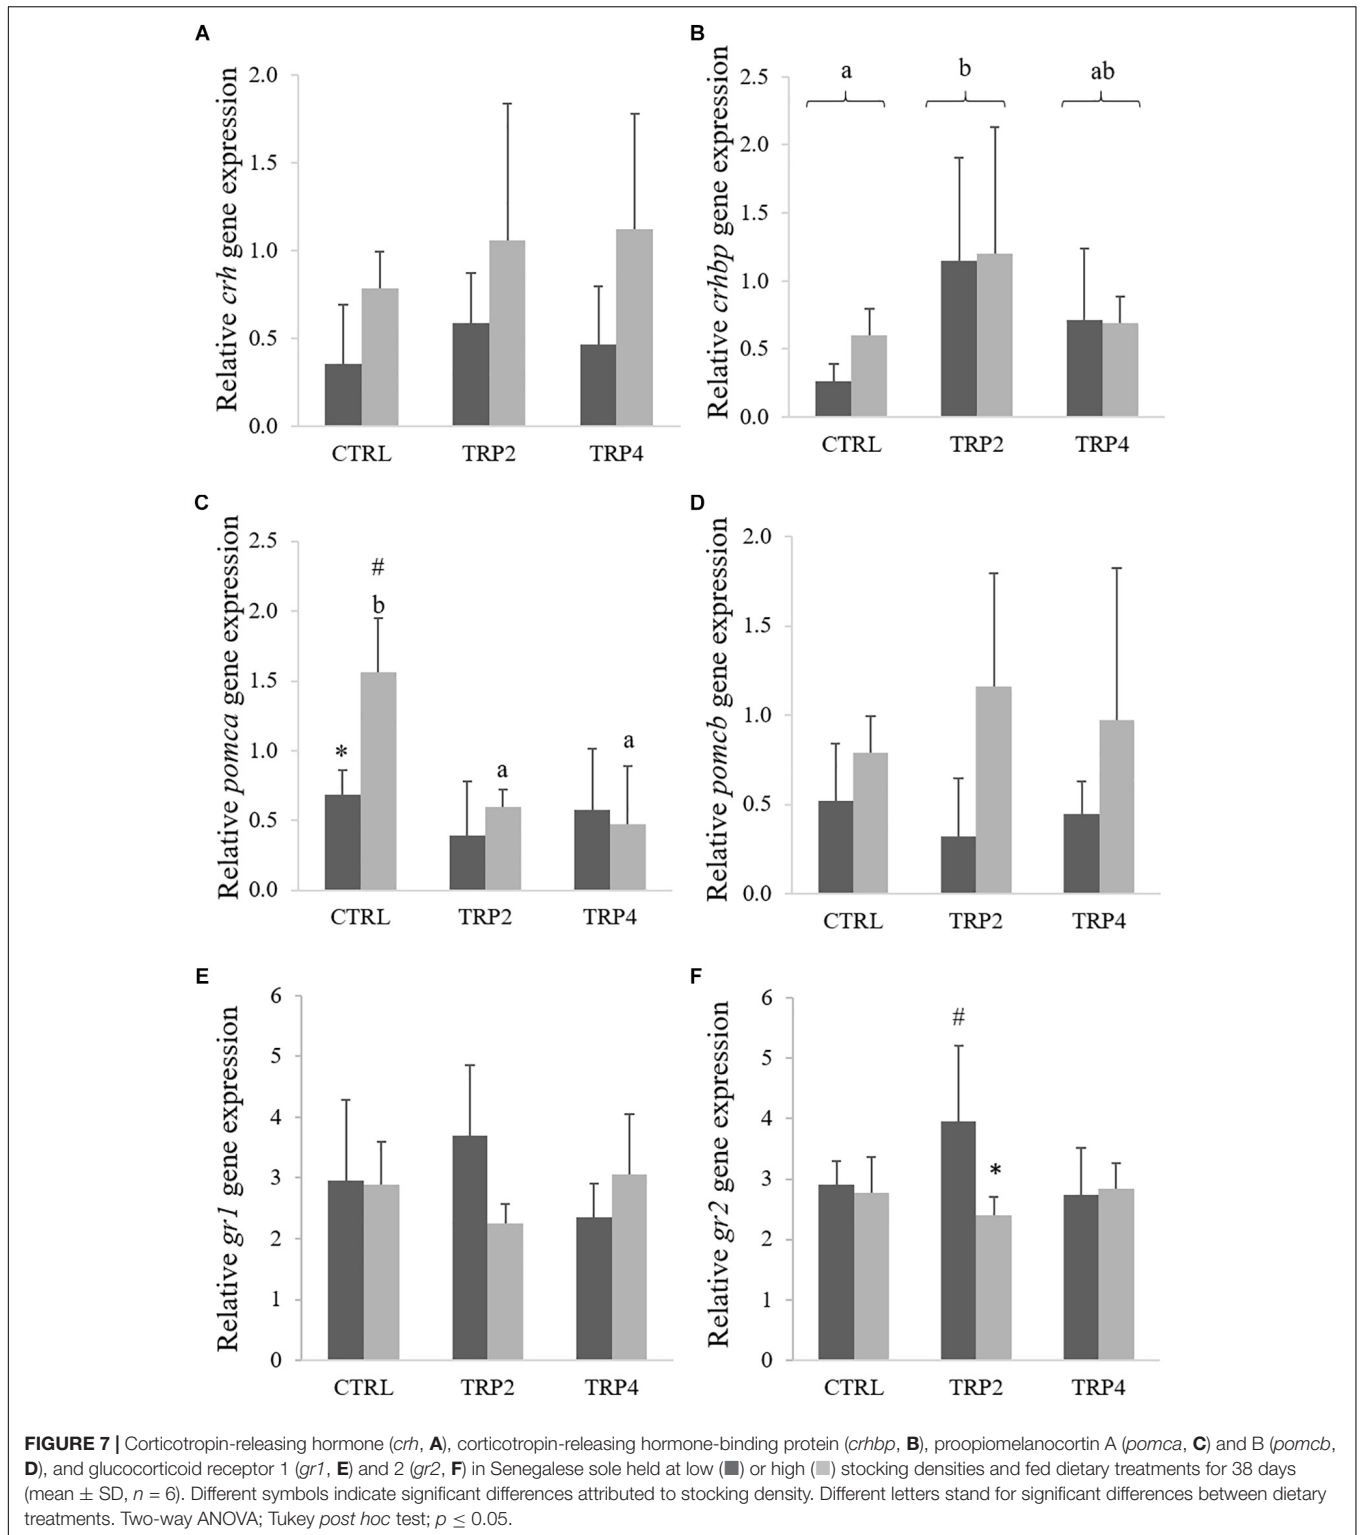 A
Relative crh gene expression
2.0
1.5
1.0
0.5
0.0
CTRL TRP2 TRP4
B
Relative crhbp gene expression
2.5
2.0
1.5
1.0
0.5
0.0
a b ab
CTRL TRP2 TRP4
C
Relative pomca gene expression
2.5
2.0
1.5
1.0
0.5
0.0
#
b
*
a
a
CTRL TRP2 TRP4
D
Relative pomcb gene expression
2.0
1.5
1.0
0.5
0.0
CTRL TRP2 TRP4
E
Relative gr1 gene expression
6
5
4
3
2
1
0
CTRL TRP2 TRP4
F
Relative gr2 gene expression
6
5
4
3
2
1
0
#
*
CTRL TRP2 TRP4
FIGURE 7 | Corticotropin-releasing hormone (crh, A), corticotropin-releasing hormone-binding protein (crhbp, B), proopiomelanocortin A (pomca, C) and B (pomcb,
D), and glucocorticoid receptor 1 (gr1, E) and 2 (gr2, F) in Senegalese sole held at low (■) or high (■) stocking densities and fed dietary treatments for 38 days
(mean ± SD, n = 6). Different symbols indicate significant differences attributed to stocking density. Different letters stand for significant differences between dietary
treatments. Two-way ANOVA; Tukey post hoc test; p ≤ 0.05.